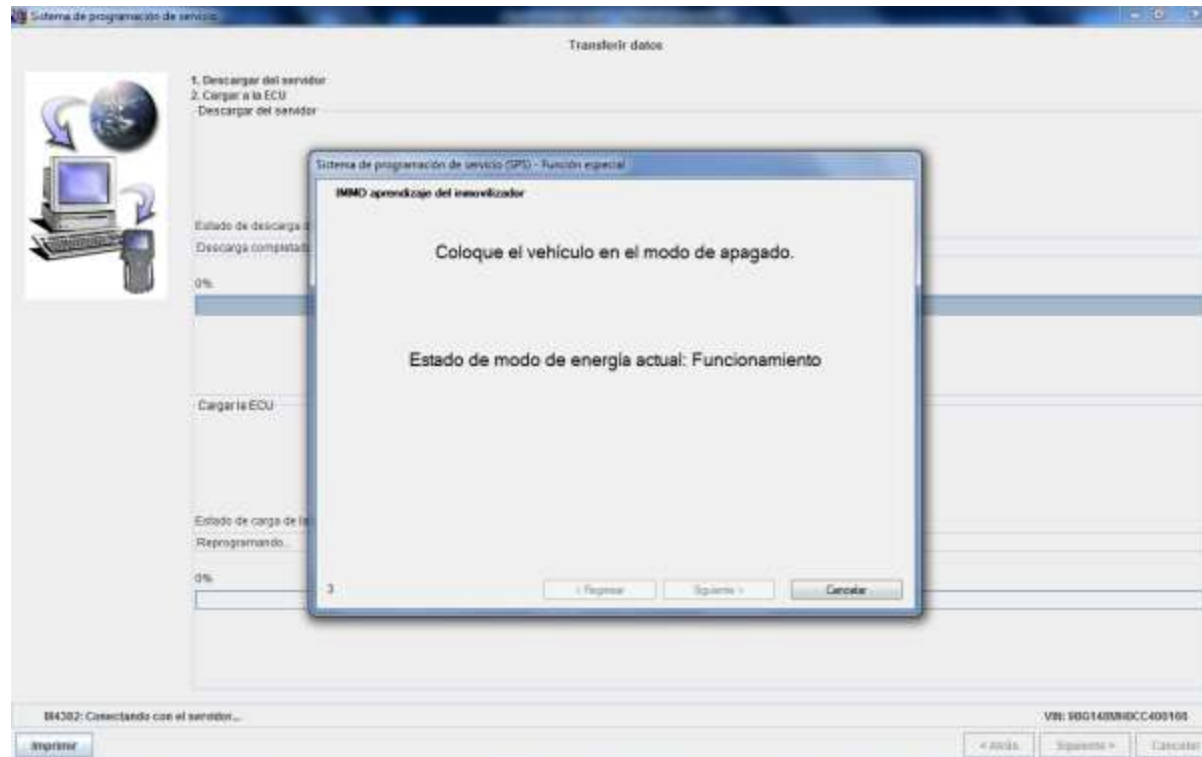 Sistema de programación de servicio
Transferir datos
1. Descargar del servidor
2. Cargar a la ECU
Descargar del servidor
Sistema de programación de servicio (SPS) - Función especial
IMMO aprendizaje del inmovilizador
Coloque el vehículo en el modo de apagado.
Estado de descarga
Descarga completada
0%
Estado de modo de energía actual: Funcionamiento
Cargar la ECU
Estado de carga de la
Reprogramando...
0%
3
< Regresar
Siguiente >
Cancelar
Conectando con el servidor...
VIN:
Imprimir
< Atrás
Siguiente >
Cancelar